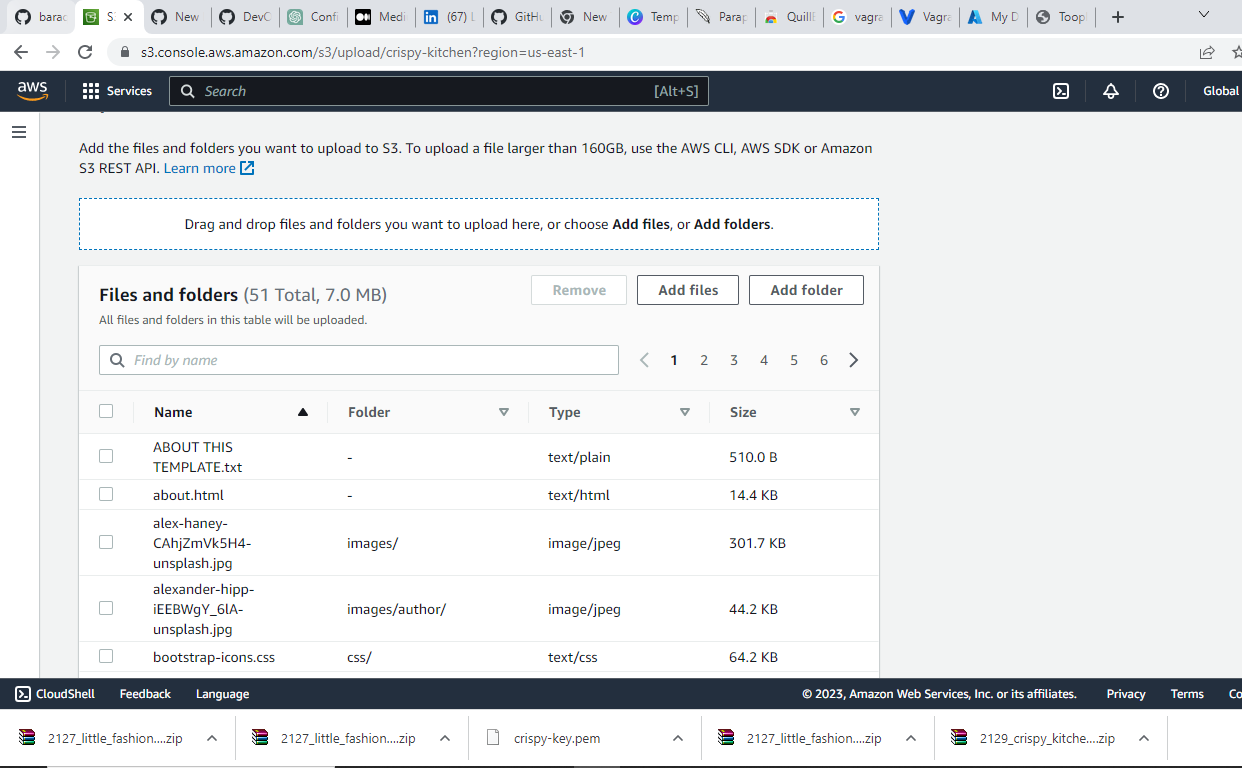 barac
S3
New
DevO
Confi
Medi
(67) L
GitHu
New
Temp
Parap
QuillB
vagra
Vagra
My D
Toop
s3.console.aws.amazon.com/s3/upload/crispy-kitchen?region=us-east-1
aws
Services
Search
[Alt+S]
Global
Add the files and folders you want to upload to S3. To upload a file larger than 160GB, use the AWS CLI, AWS SDK or Amazon
S3 REST API. Learn more
Drag and drop files and folders you want to upload here, or choose Add files, or Add folders.
Files and folders (51 Total, 7.0 MB)
Remove
Add files
Add folder
All files and folders in this table will be uploaded.
Find by name
1 2 3 4 5 6
Name Folder Type Size
ABOUT THIS
TEMPLATE.txt
- text/plain 510.0 B
about.html - text/html 14.4 KB
alex-haney-
CAhjZmVk5H4-
unsplash.jpg
images/ image/jpeg 301.7 KB
alexander-hipp-
iEEBWgY_6lA-
unsplash.jpg
images/author/ image/jpeg 44.2 KB
bootstrap-icons.css css/ text/css 64.2 KB
CloudShell Feedback Language
© 2023, Amazon Web Services, Inc. or its affiliates. Privacy Terms Co
2127_little_fashion....zip
2127_little_fashion....zip
crispy-key.pem
2127_little_fashion....zip
2129_crispy_kitche....zip